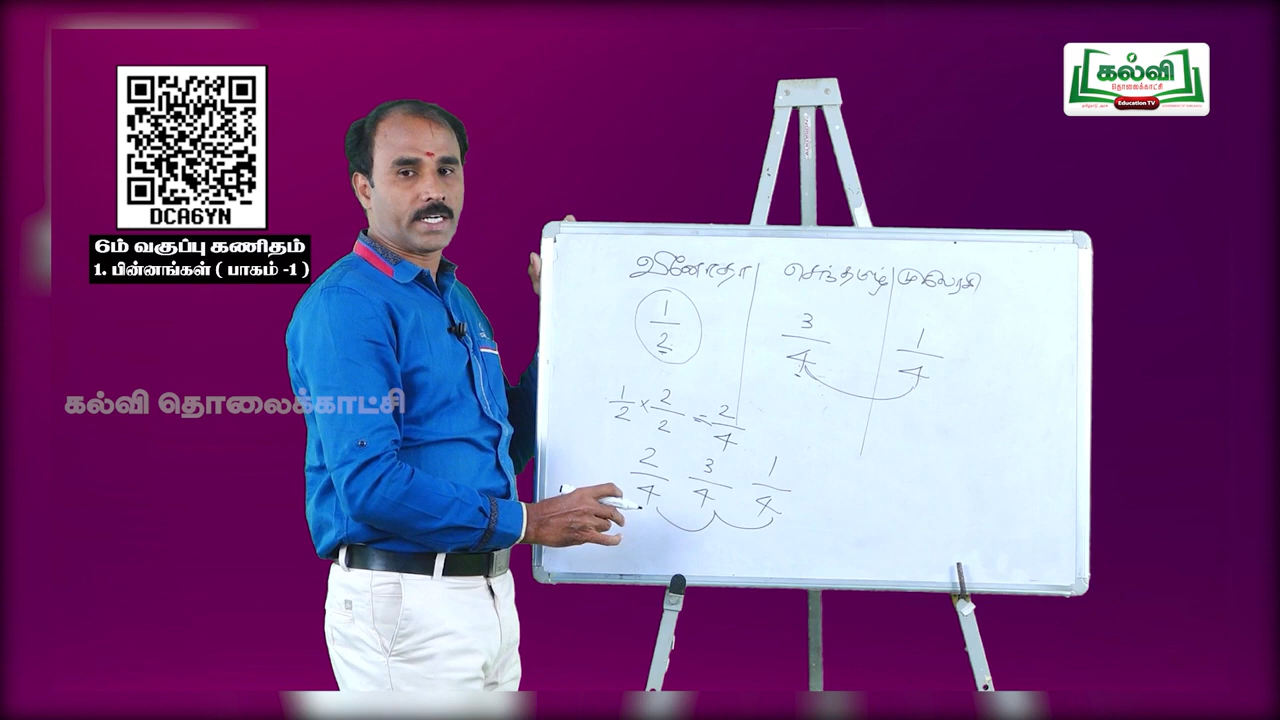 கல்வி
தொலைக்காட்சி
Education TV
DCA6YN
6ம் வகுப்பு கணிதம்
1. பின்னங்கள் ( பாகம் -1 )
கல்வி தொலைக்காட்சி
வினோதா | செந்தமிழ் |
1/2 3/4 1/4
1/2 × 2/2 = 2/4
2/4 3/4 1/4